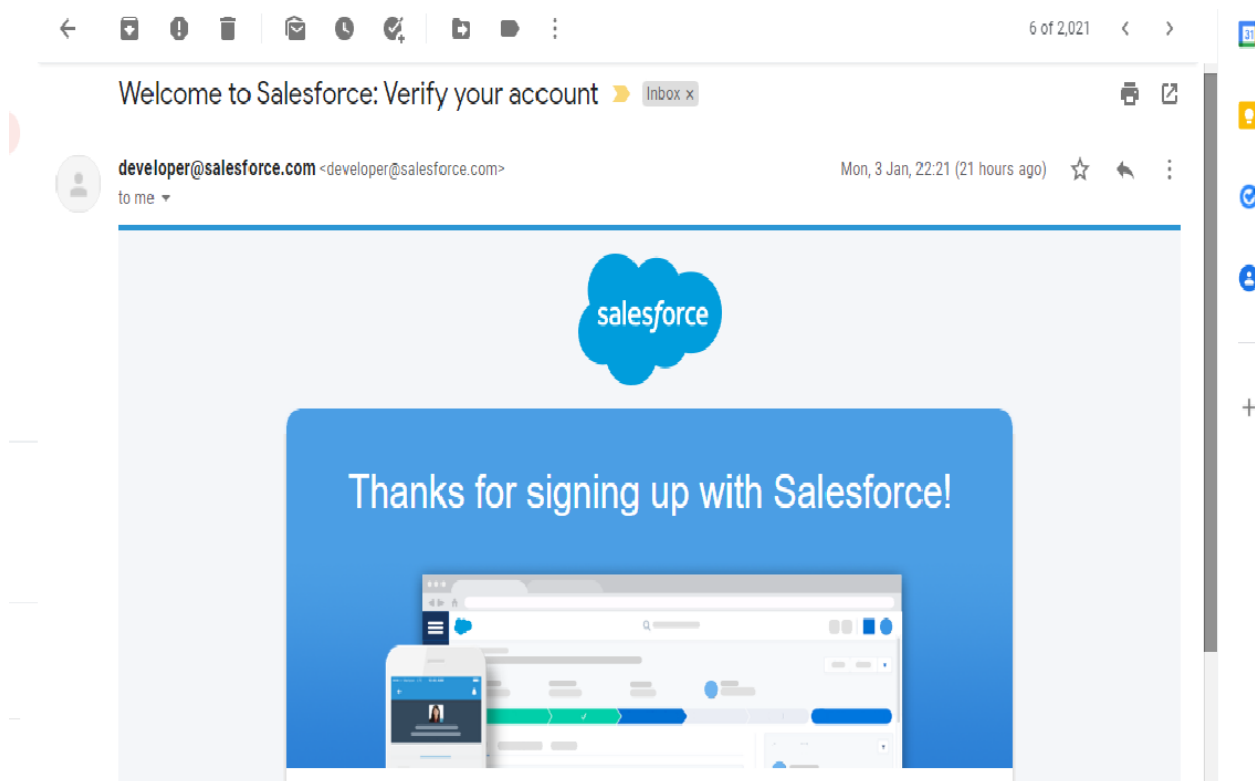 6 of 2,021
31
Welcome to Salesforce: Verify your account Inbox x
developer@salesforce.com <developer@salesforce.com> Mon, 3 Jan, 22:21 (21 hours ago)
to me
salesforce
Thanks for signing up with Salesforce!